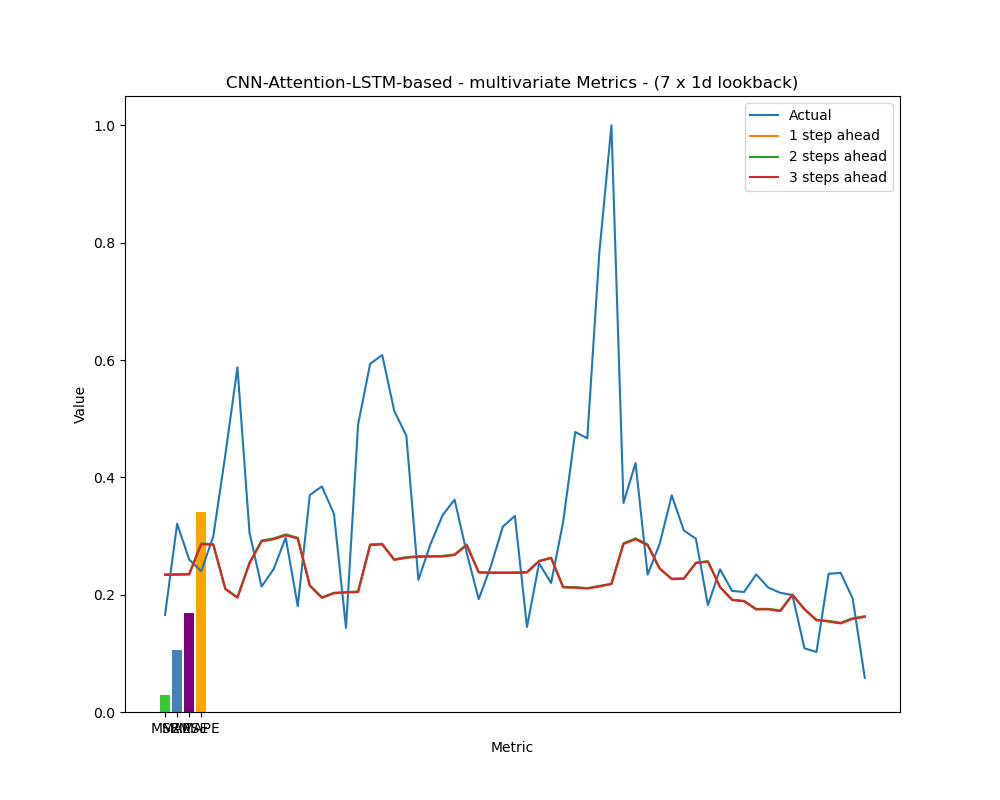 CNN-Attention-LSTM-based - multivariate Metrics - (7 x 1d lookback)
Actual
1 step ahead
2 steps ahead
3 steps ahead
1.0
0.8
0.6
0.4
0.2
0.0
Value
Metric